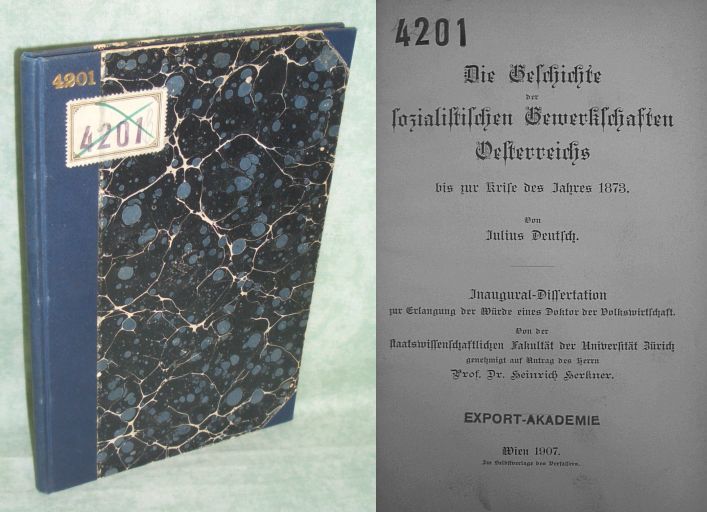 4201
4201
4201
Die Geschichte
der
sozialistischen Gewerkschaften
Oesterreichs
bis zur Krise des Jahres 1873.
Von
Julius Deutsch.
Inaugural-Dissertation
zur Erlangung der Würde eines Doktor der Volkswirtschaft.
Von der
staatswissenschaftlichen Fakultät der Universität Zürich
genehmigt auf Antrag des Herrn
Prof. Dr. Heinrich Herkner.
EXPORT-AKADEMIE
Wien 1907.
Im Selbstverlage des Verfassers.